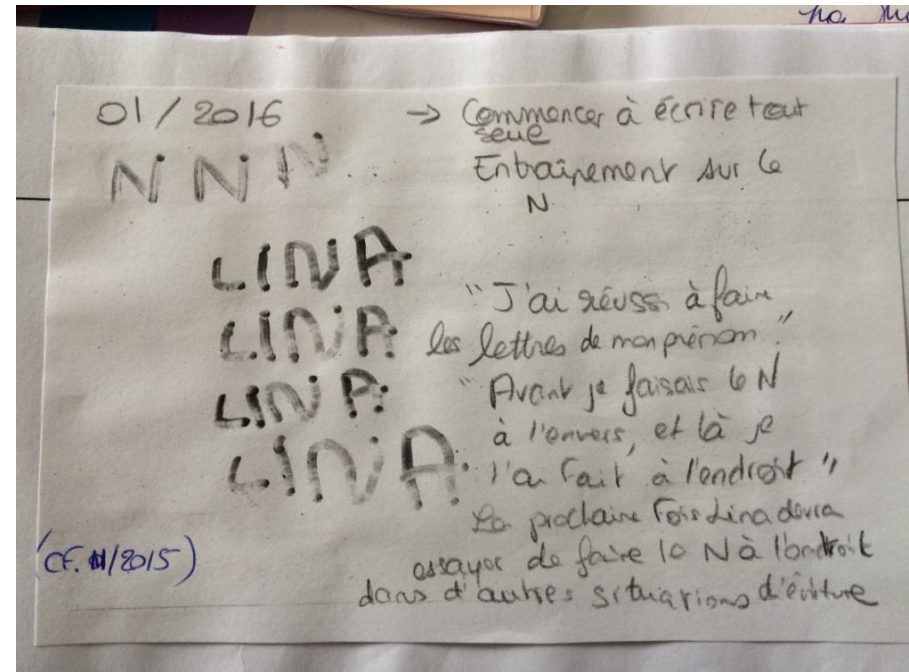 no
01/2016 → Commencer à écrire tout
seule
N N N Entraînement sur le
N
LINA
"J'ai réussi à faire
LINA les lettres de mon prénom."
LINA "Avant je faisais le N
à l'envers, et là je
LINA l'ai fait à l'endroit"
La prochaine fois Lina devra
(CF. 11/2015) essayer de faire le N à l'endroit
dans d'autres situations d'écriture